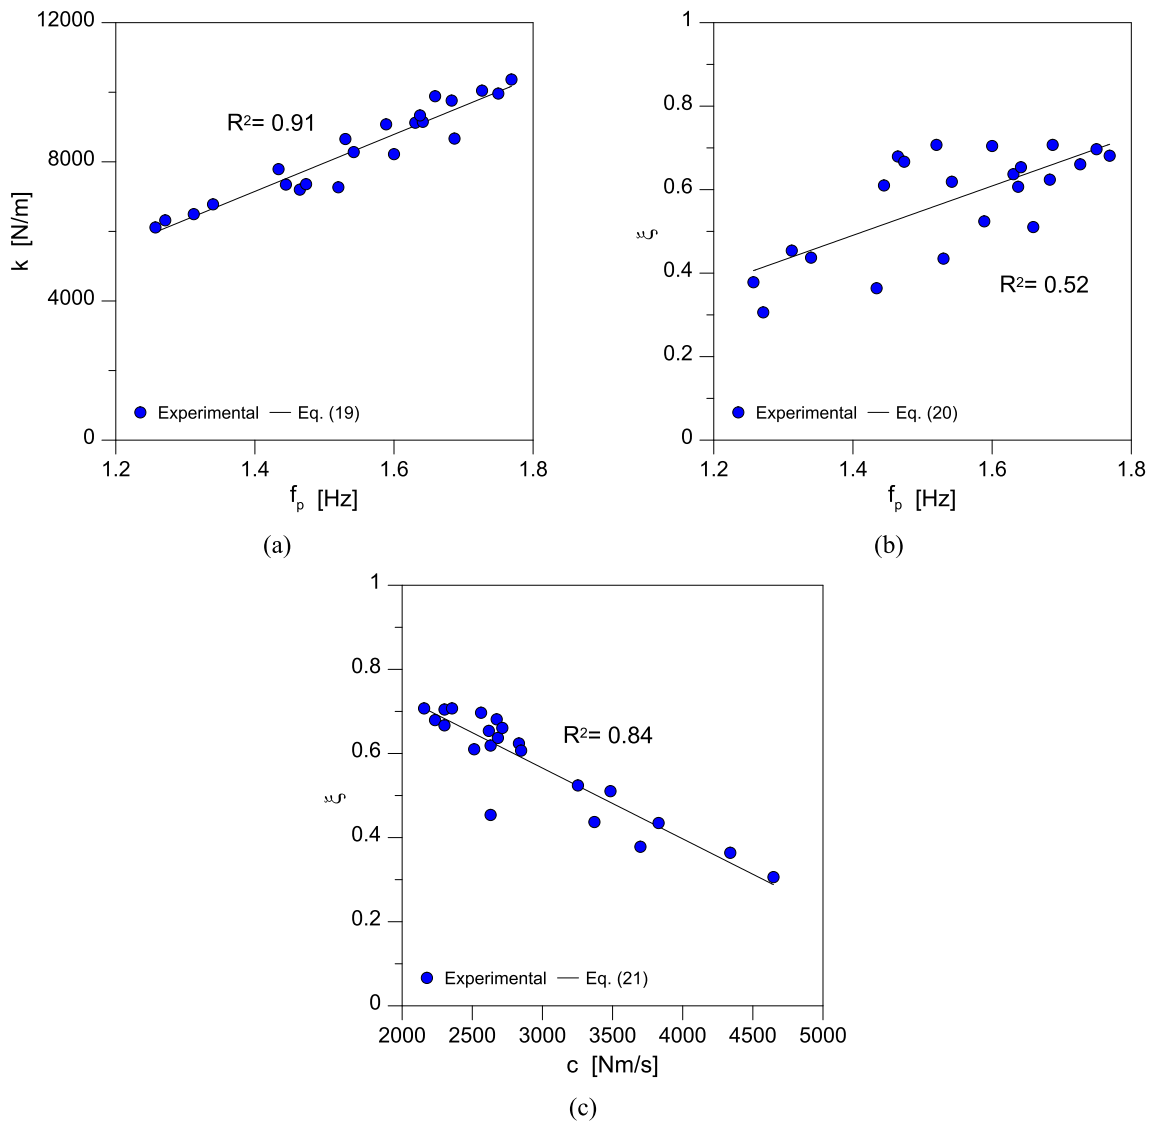 12000
8000
4000
0
k [N/m]
R2= 0.91
Experimental — Eq. (19)
1.2 1.4 1.6 1.8
fp [Hz]
(a)
1
0.8
0.6
0.4
0.2
0
ξ
R2= 0.52
Experimental — Eq. (20)
1.2 1.4 1.6 1.8
fp [Hz]
(b)
1
0.8
0.6
0.4
0.2
0
ξ
R2= 0.84
Experimental — Eq. (21)
2000 2500 3000 3500 4000 4500 5000
c [Nm/s]
(c)